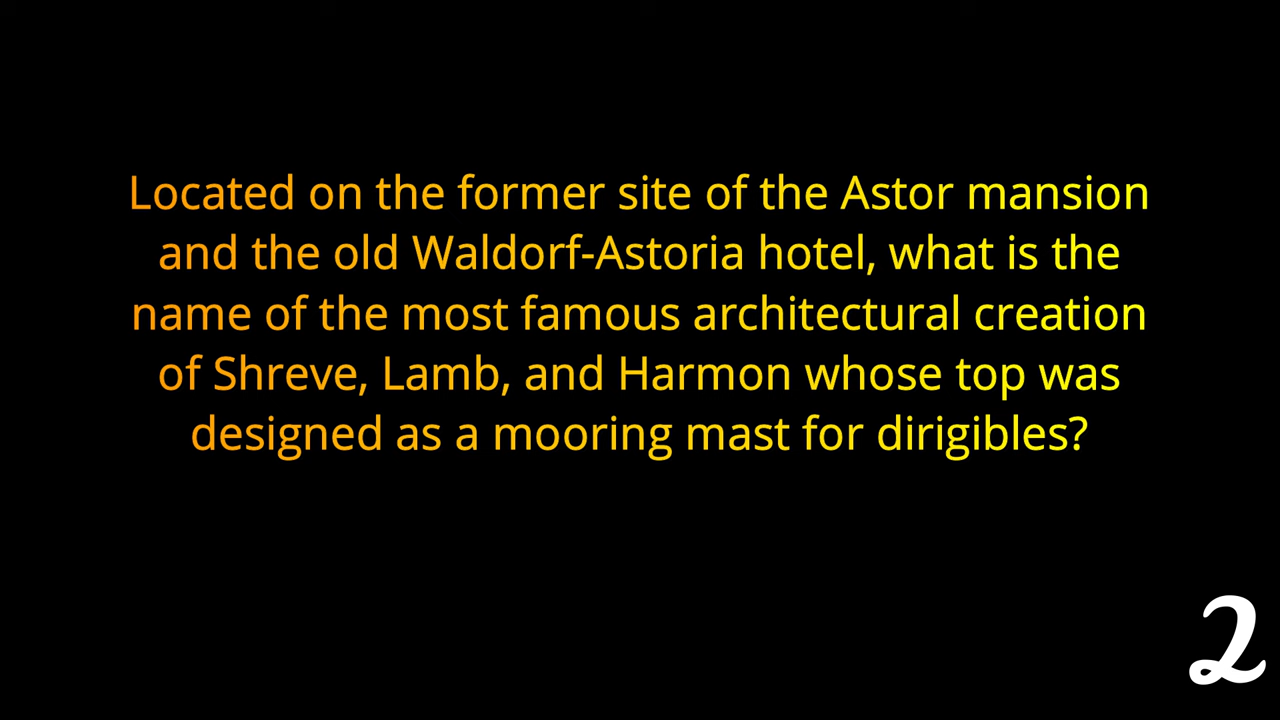 Located on the former site of the Astor mansion
and the old Waldorf-Astoria hotel, what is the
name of the most famous architectural creation
of Shreve, Lamb, and Harmon whose top was
designed as a mooring mast for dirigibles?
2